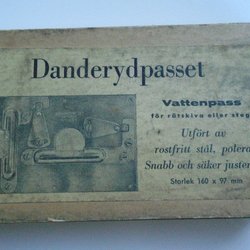 Danderydpasset
Vattenpass
för rätskiva eller steg
Utfört av
rostfritt stål, polera
Snabb och säker juster
Storlek 160 x 97 mm